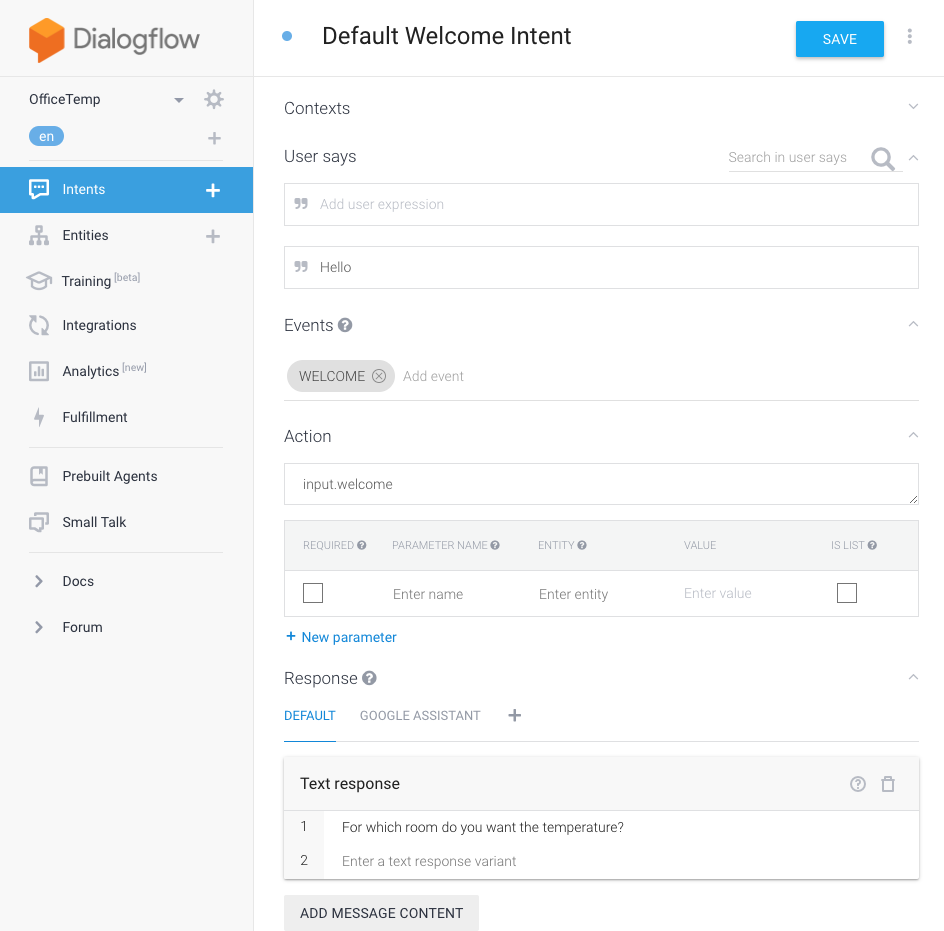 Dialogflow
OfficeTemp
en
Intents
Entities
Training [beta]
Integrations
Analytics [new]
Fulfillment
Prebuilt Agents
Small Talk
Docs
Forum
Default Welcome Intent
SAVE
Contexts
User says
Search in user says
Add user expression
Hello
Events
WELCOME Add event
Action
input.welcome
REQUIRED PARAMETER NAME ENTITY VALUE IS LIST
Enter name Enter entity Enter value
+ New parameter
Response
DEFAULT GOOGLE ASSISTANT +
Text response
1 For which room do you want the temperature?
2 Enter a text response variant
ADD MESSAGE CONTENT